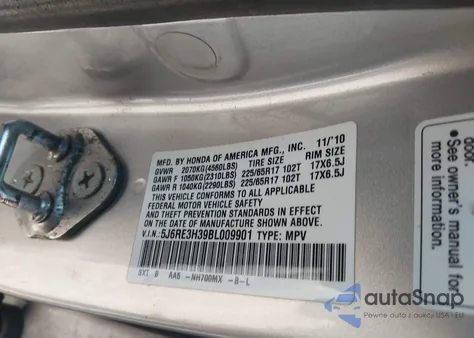 MFD. BY HONDA OF AMERICA MFG., INC. 11/'10
GVWR 2070KG(4560LBS) TIRE SIZE RIM SIZE
GAWR F 1050KG(2310LBS) 225/65R17 102T 17X6.5J
GAWR R 1040KG(2290LBS) 225/65R17 102T 17X6.5J
THIS VEHICLE CONFORMS TO ALL APPLICABLE
FEDERAL MOTOR VEHICLE SAFETY
AND THEFT PREVENTION STANDARDS IN EFFECT
ON THE DATE OF MANUFACTURE SHOWN ABOVE.
V.I.N. 5J6RE3H39BL009901 TYPE: MPV
SXT B AA5 -NH700MX -B-L
• See
owner's
manual for
more
information.
autoSnap
Pewne auta z aukcji USA - EU